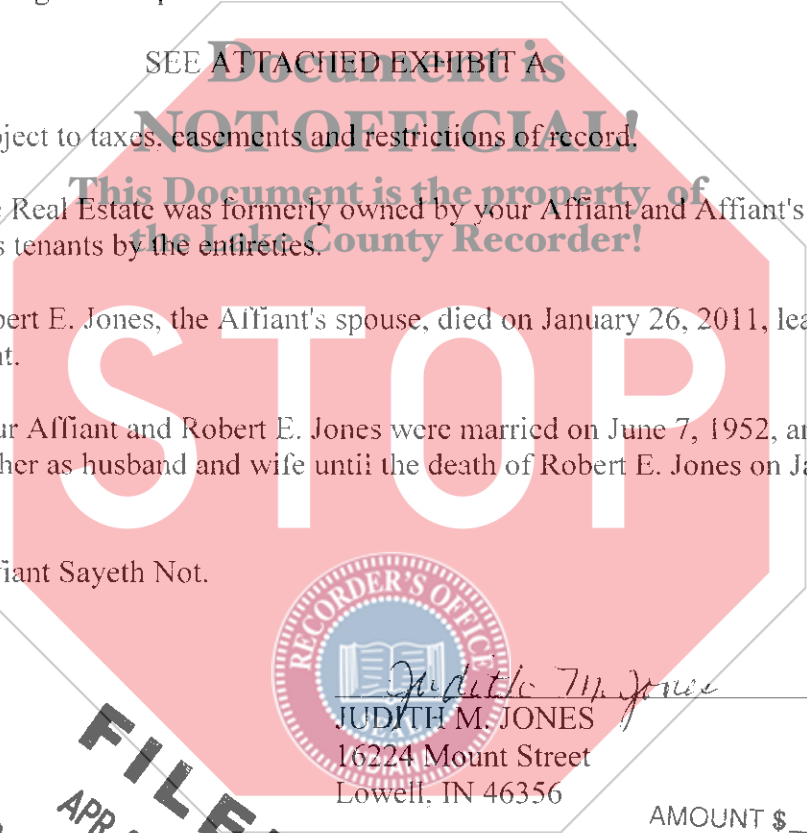 SEE ATTACHED EXHIBIT A
Document is
NOT OFFICIAL!
ject to taxes, easements and restrictions of record.
This Document is the property of
Real Estate was formerly owned by your Affiant and Affiant's
s tenants by the entireties.
the Lake County Recorder!
bert E. Jones, the Affiant's spouse, died on January 26, 2011, lea
nt.
STOP
ur Affiant and Robert E. Jones were married on June 7, 1952, an
her as husband and wife until the death of Robert E. Jones on Ja
fiant Sayeth Not.
RECORDER'S OFFICE
SEAL
INDIANA
Judith M. Jones
JUDITH M. JONES
16224 Mount Street
Lowell, IN 46356
FILE
APR
AMOUNT $